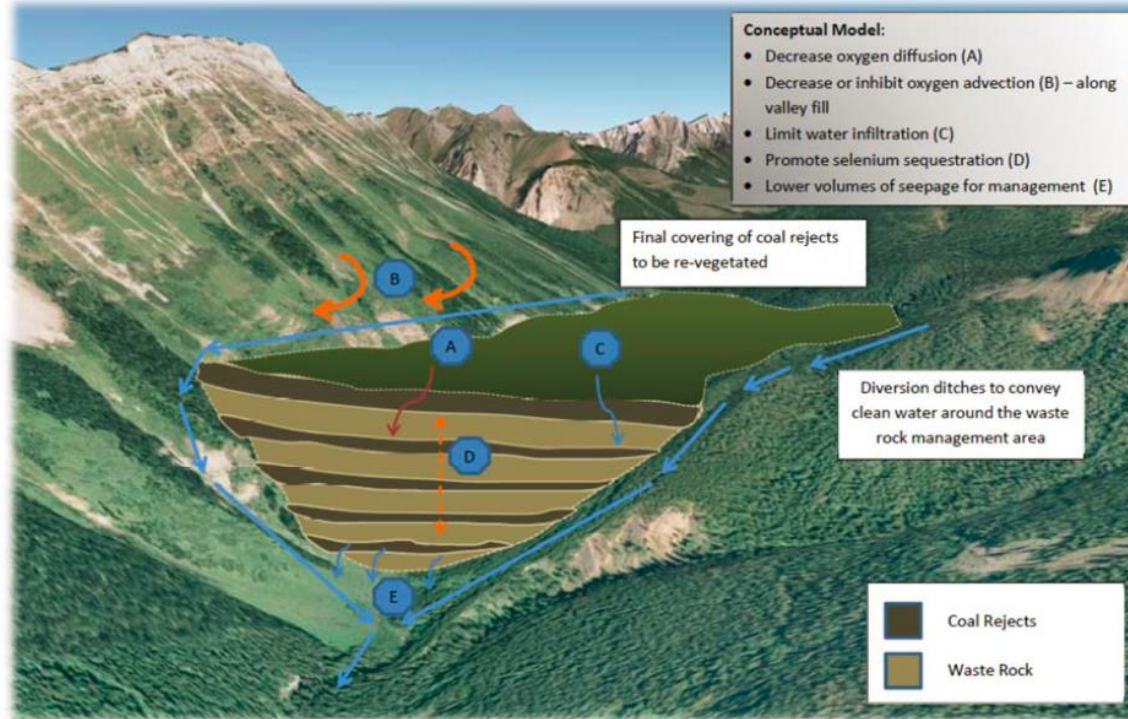 Conceptual Model:
• Decrease oxygen diffusion (A)
• Decrease or inhibit oxygen advection (B) – along
valley fill
• Limit water infiltration (C)
• Promote selenium sequestration (D)
• Lower volumes of seepage for management (E)
Final covering of coal rejects
to be re-vegetated
B
A
C
Diversion ditches to convey
clean water around the waste
rock management area
D
E
Coal Rejects
Waste Rock